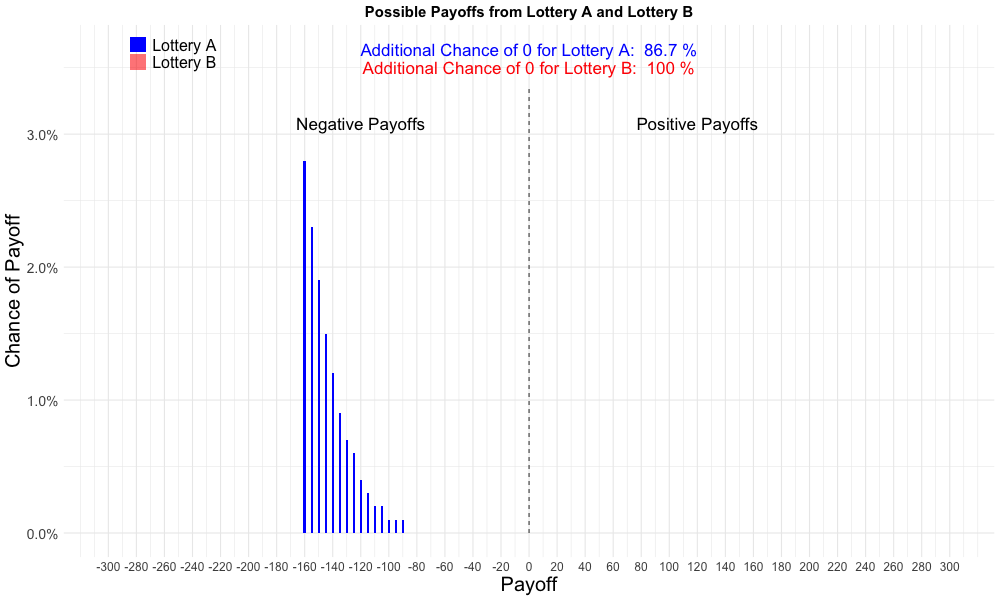 Possible Payoffs from Lottery A and Lottery B
Lottery A
Lottery B
Additional Chance of 0 for Lottery A: 86.7 %
Additional Chance of 0 for Lottery B: 100 %
Negative Payoffs
Positive Payoffs
Chance of Payoff
3.0%
2.0%
1.0%
0.0%
-300 -280 -260 -240 -220 -200 -180 -160 -140 -120 -100 -80 -60 -40 -20 0 20 40 60 80 100 120 140 160 180 200 220 240 260 280 300
Payoff